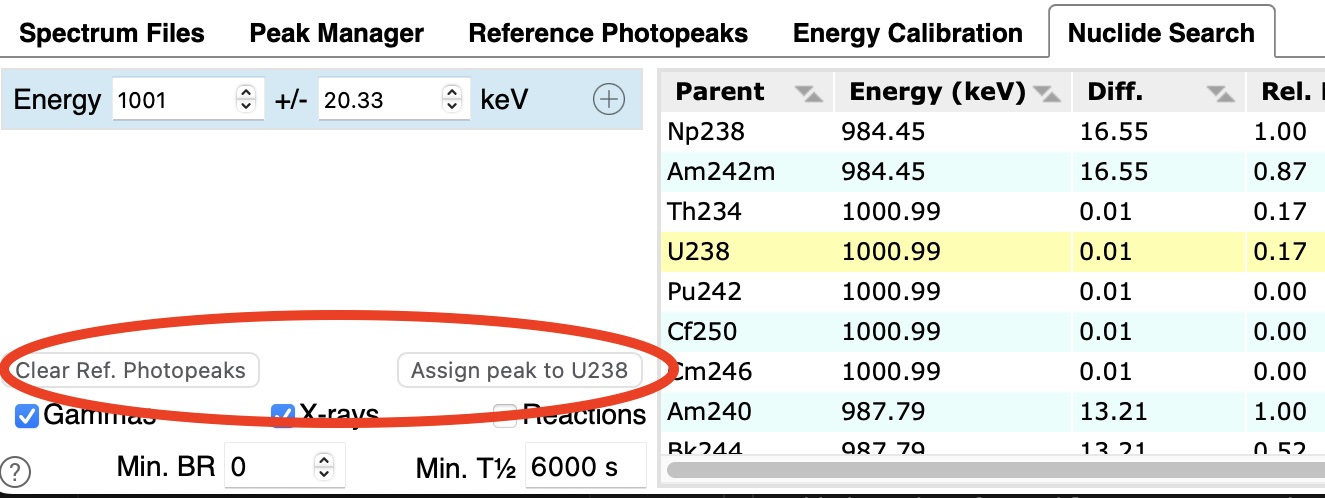 Spectrum Files Peak Manager Reference Photopeaks Energy Calibration Nuclide Search
Energy 1001 +/- 20.33 keV
Parent Energy (keV) Diff. Rel.
Np238 984.45 16.55 1.00
Am242m 984.45 16.55 0.87
Th234 1000.99 0.01 0.17
U238 1000.99 0.01 0.17
Pu242 1000.99 0.01 0.00
Cf250 1000.99 0.01 0.00
Cm246 1000.99 0.01 0.00
Am240 987.79 13.21 1.00
Bk244 987.79 13.21 0.52
Clear Ref. Photopeaks Assign peak to U238
Gammas X-rays Reactions
? Min. BR 0 Min. T½ 6000 s